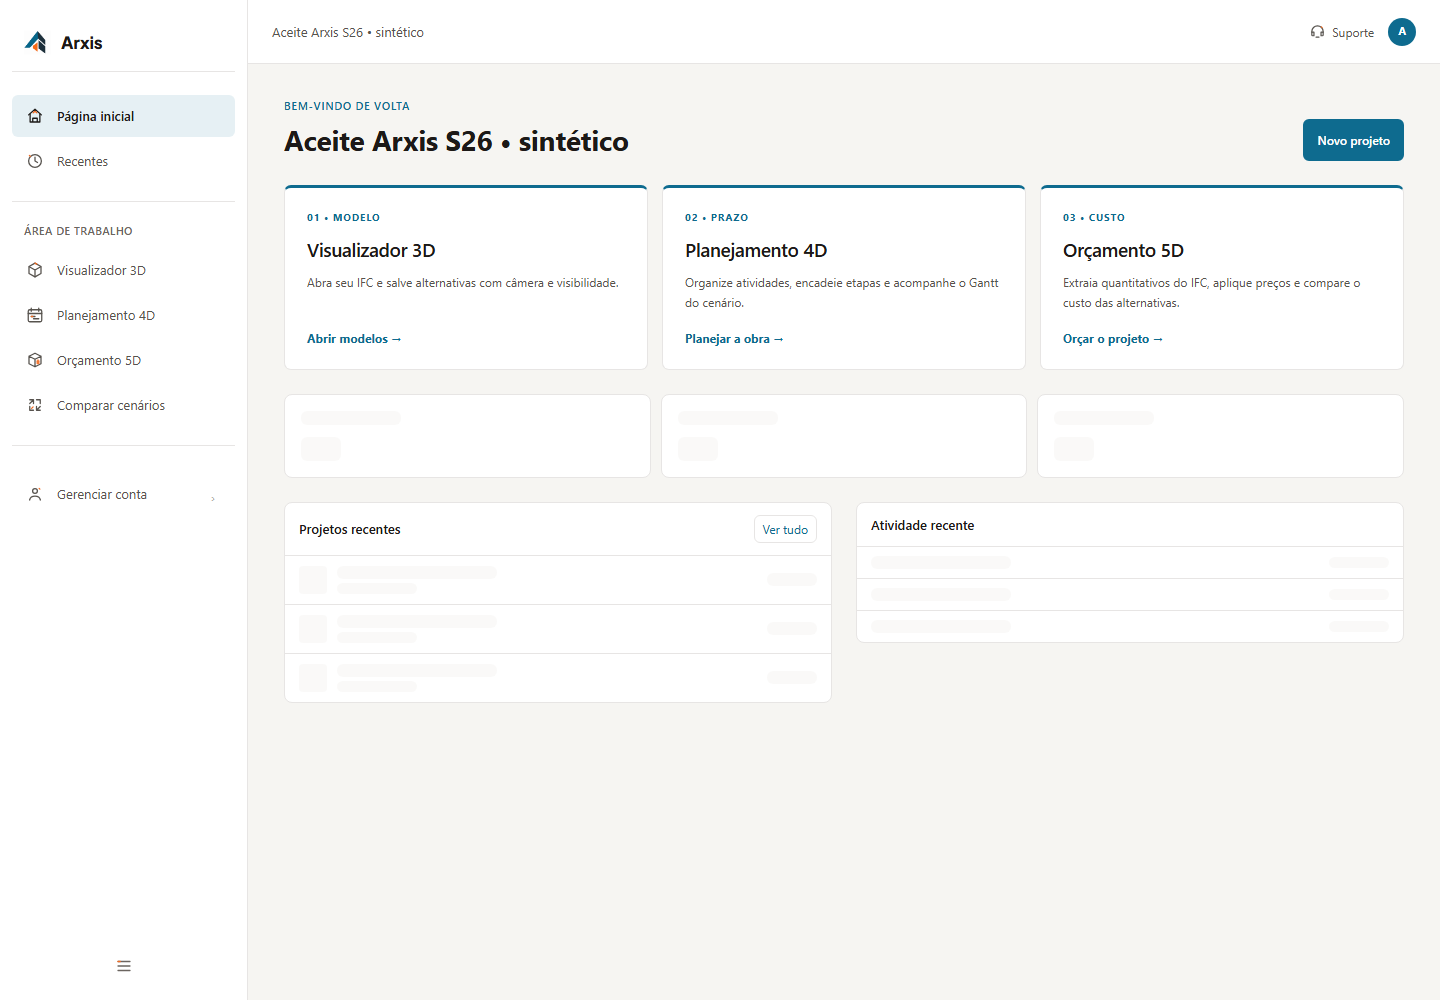 Arxis
Página inicial
Recentes
ÁREA DE TRABALHO
Visualizador 3D
Planejamento 4D
Orçamento 5D
Comparar cenários
Gerenciar conta
Aceite Arxis S26 • sintético
Suporte
A
BEM-VINDO DE VOLTA
Aceite Arxis S26 • sintético
Novo projeto
01 • MODELO
Visualizador 3D
Abra seu IFC e salve alternativas com câmera e visibilidade.
Abrir modelos →
02 • PRAZO
Planejamento 4D
Organize atividades, encadeie etapas e acompanhe o Gantt
do cenário.
Planejar a obra →
03 • CUSTO
Orçamento 5D
Extraia quantitativos do IFC, aplique preços e compare o
custo das alternativas.
Orçar o projeto →
Projetos recentes
Ver tudo
Atividade recente